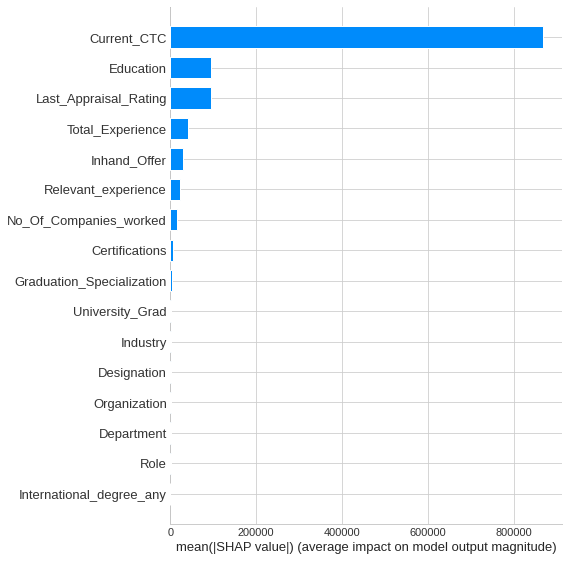 Current_CTC
Education
Last_Appraisal_Rating
Total_Experience
Inhand_Offer
Relevant_experience
No_Of_Companies_worked
Certifications
Graduation_Specialization
University_Grad
Industry
Designation
Organization
Department
Role
International_degree_any
0 200000 400000 600000 800000
mean(|SHAP value|) (average impact on model output magnitude)